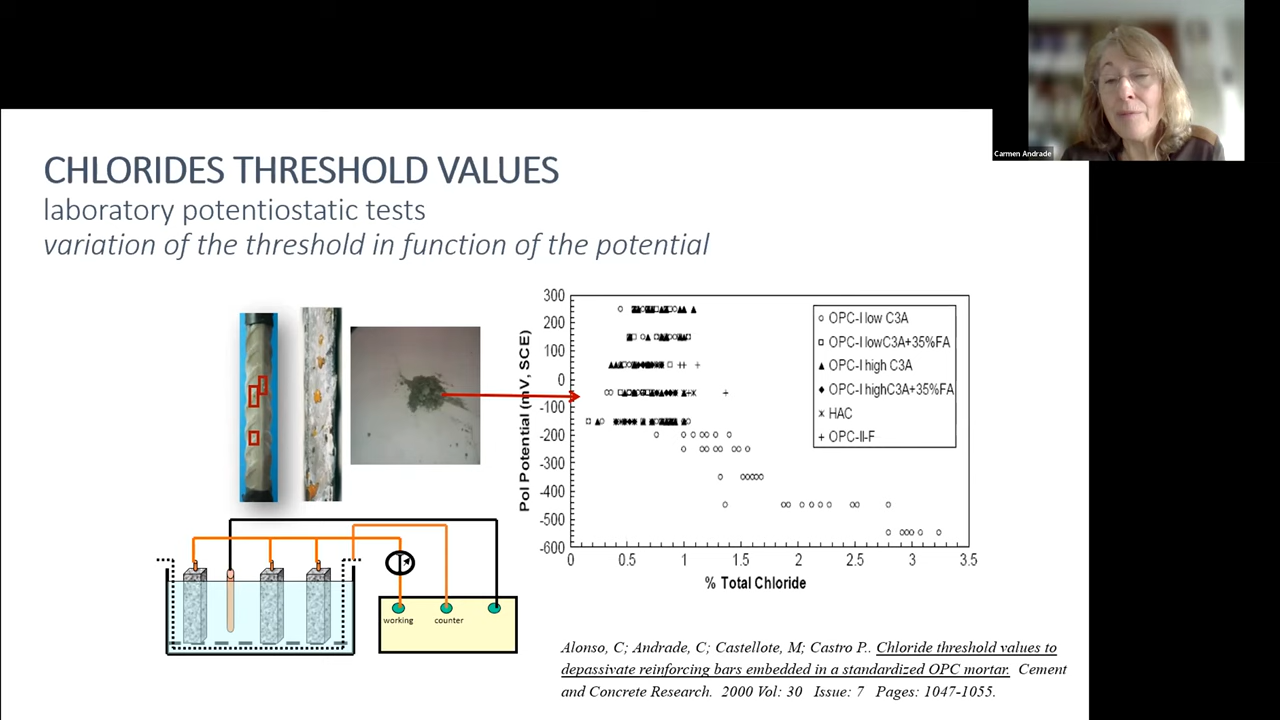 Carmen Andrade
CHLORIDES THRESHOLD VALUES
laboratory potentiostatic tests
variation of the threshold in function of the potential
Pol Potential (mV, SCE)
300
200
100
0
-100
-200
-300
-400
-500
-600
0
0.5
1
1.5
2
2.5
3
3.5
% Total Chloride
OPC-I low C3A
OPC-I lowC3A+35%FA
OPC-I high C3A
OPC-I highC3A+35%FA
HAC
OPC-II-F
working
counter
Alonso, C; Andrade, C; Castellote, M; Castro P.. Chloride threshold values to
depassivate reinforcing bars embedded in a standardized OPC mortar. Cement
and Concrete Research. 2000 Vol: 30 Issue: 7 Pages: 1047-1055.